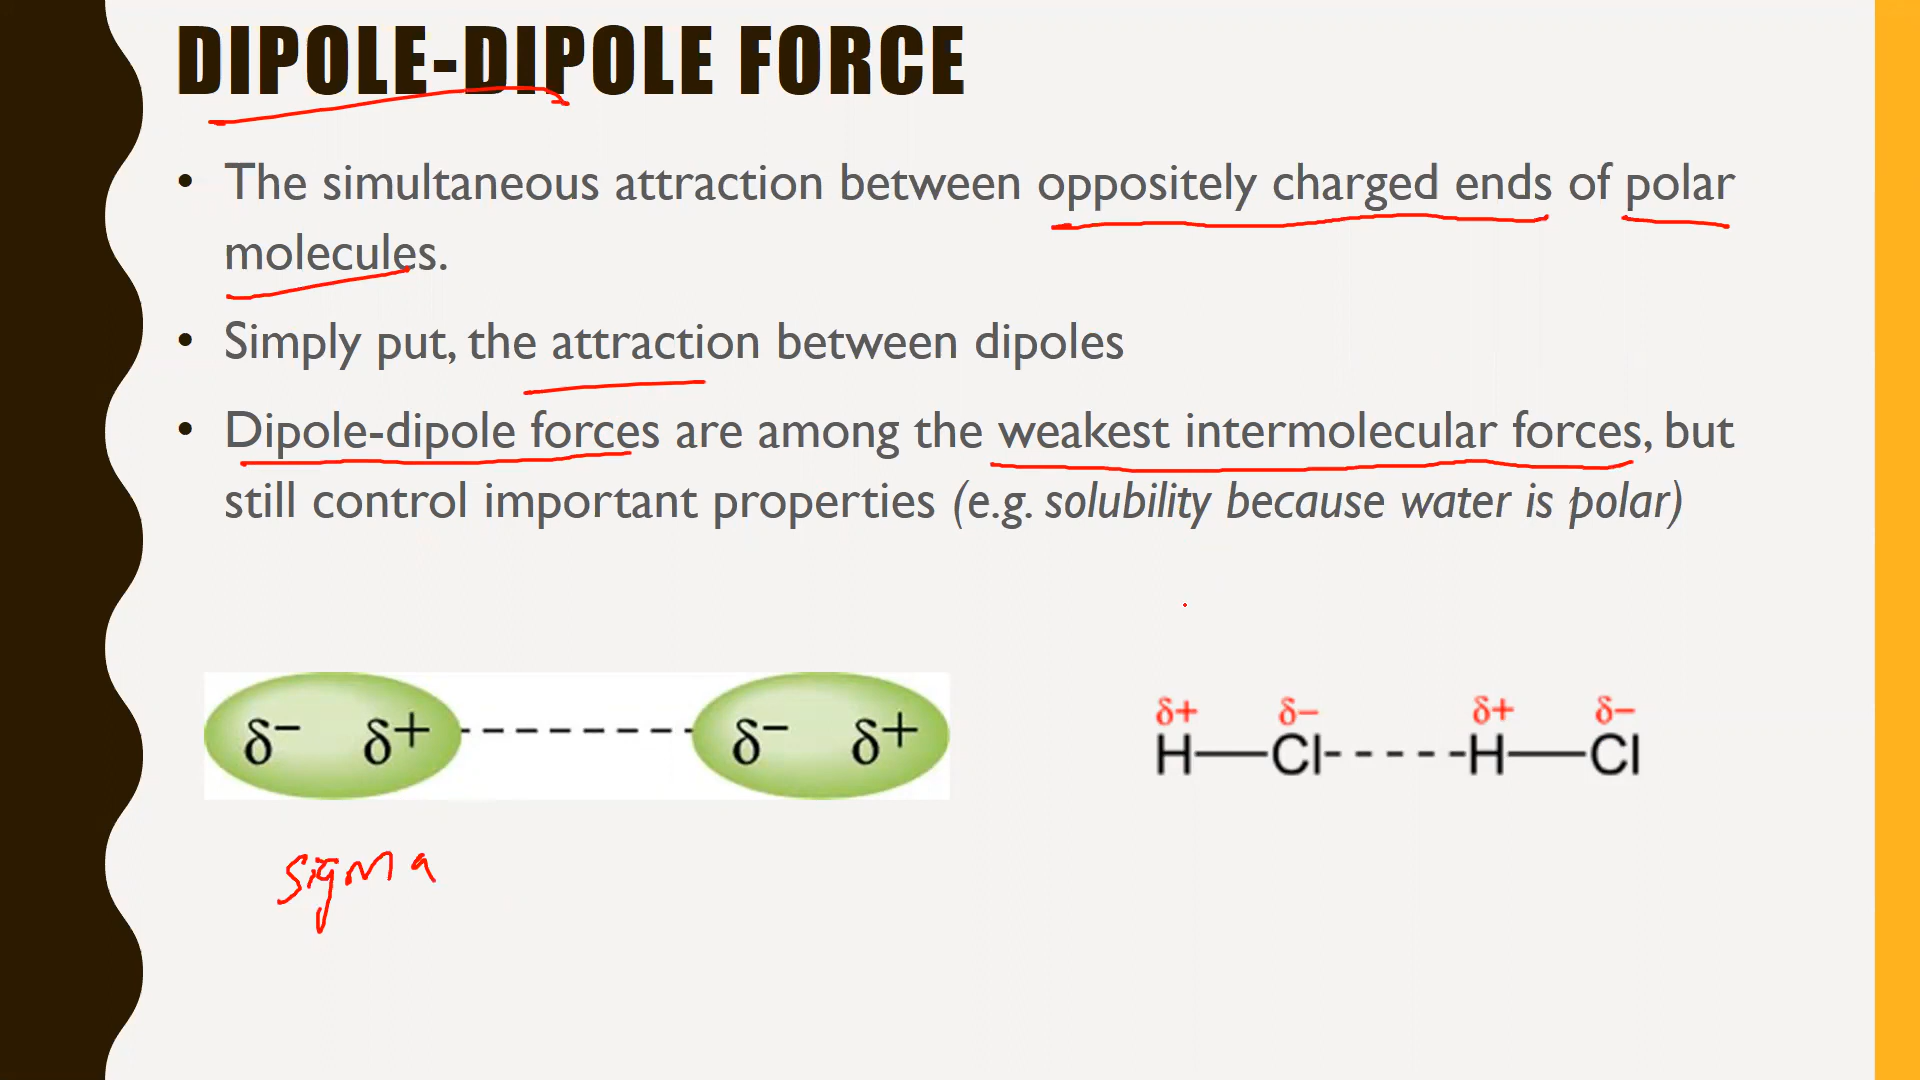 DIPOLE-DIPOLE FORCE
• The simultaneous attraction between oppositely charged ends of polar
molecules.
• Simply put, the attraction between dipoles
• Dipole-dipole forces are among the weakest intermolecular forces, but
still control important properties (e.g. solubility because water is polar)
δ− δ+ δ− δ+
δ+ δ− δ+ δ−
H—Cl-----H—Cl
sigma